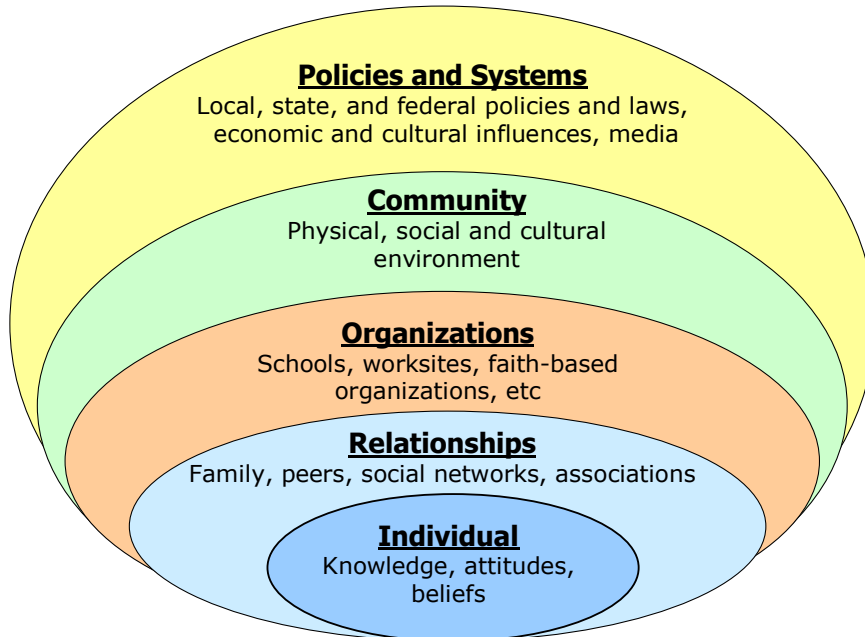 Policies and Systems
Local, state, and federal policies and laws,
economic and cultural influences, media
Community
Physical, social and cultural
environment
Organizations
Schools, worksites, faith-based
organizations, etc
Relationships
Family, peers, social networks, associations
Individual
Knowledge, attitudes,
beliefs